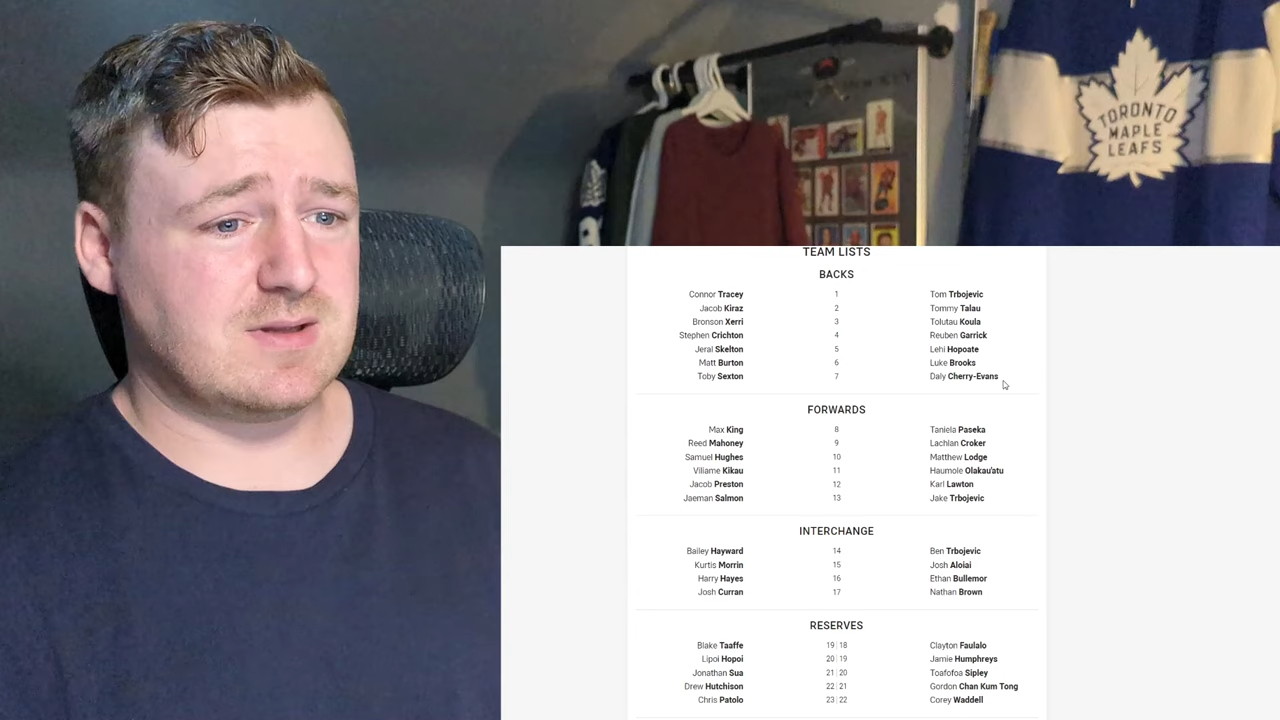 TORONTO
MAPLE
LEAFS
TEAM LISTS
BACKS
Connor Tracey 1 Tom Trbojevic
Jacob Kiraz 2 Tommy Talau
Bronson Xerri 3 Tolutau Koula
Stephen Crichton 4 Reuben Garrick
Jeral Skelton 5 Lehi Hopoate
Matt Burton 6 Luke Brooks
Toby Sexton 7 Daly Cherry-Evans
FORWARDS
Max King 8 Taniela Paseka
Reed Mahoney 9 Lachlan Croker
Samuel Hughes 10 Matthew Lodge
Viliame Kikau 11 Haumole Olakau'atu
Jacob Preston 12 Karl Lawton
Jaeman Salmon 13 Jake Trbojevic
INTERCHANGE
Bailey Hayward 14 Ben Trbojevic
Kurtis Morrin 15 Josh Aloiai
Harry Hayes 16 Ethan Bullemor
Josh Curran 17 Nathan Brown
RESERVES
Blake Taaffe 19 | 18 Clayton Faulalo
Lipoi Hopoi 20 | 19 Jamie Humphreys
Jonathan Sua 21 | 20 Toafofoa Sipley
Drew Hutchison 22 | 21 Gordon Chan Kum Tong
Chris Patolo 23 | 22 Corey Waddell